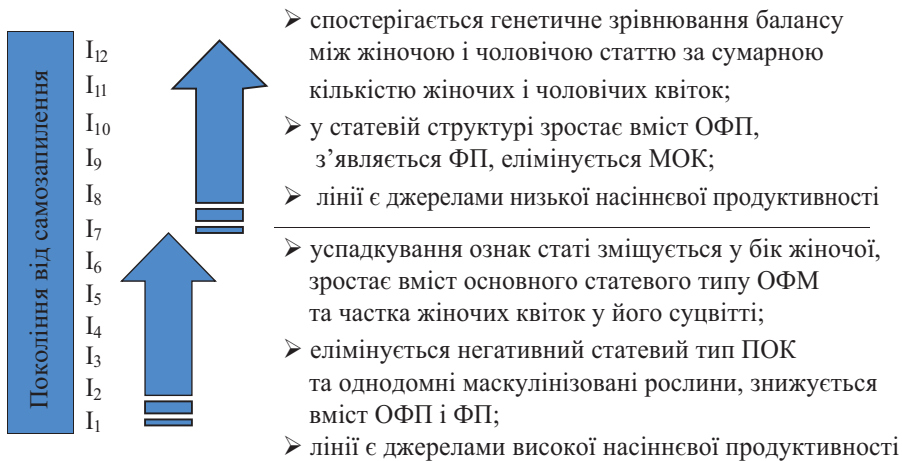 Покоління від самозапилення
I12
I11
I10
I9
I8
I7
I6
I5
I4
I3
I2
I1
➢ спостерігається генетичне зрівнювання балансу
між жіночою і чоловічою статтю за сумарною
кількістю жіночих і чоловічих квіток;
➢ у статевій структурі зростає вміст ОФП,
з’являється ФП, елімінується МОК;
➢ лінії є джерелами низької насіннєвої продуктивності
➢ успадкування ознак статі зміщується у бік жіночої,
зростає вміст основного статевого типу ОФМ
та частка жіночих квіток у його суцвітті;
➢ елімінується негативний статевий тип ПОК
та однодомні маскулінізовані рослини, знижується
вміст ОФП і ФП;
➢ лінії є джерелами високої насіннєвої продуктивності